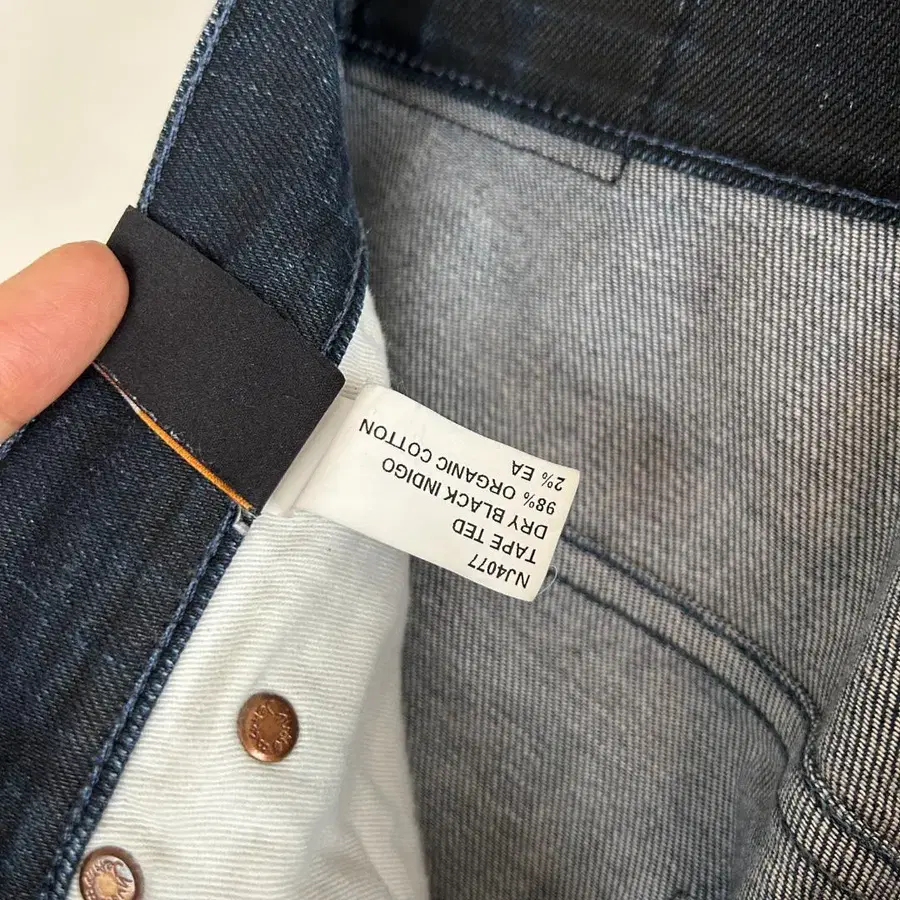 NJ4077
TAPE TED
DRY BLACK INDIGO
98% ORGANIC COTTON
2% EA